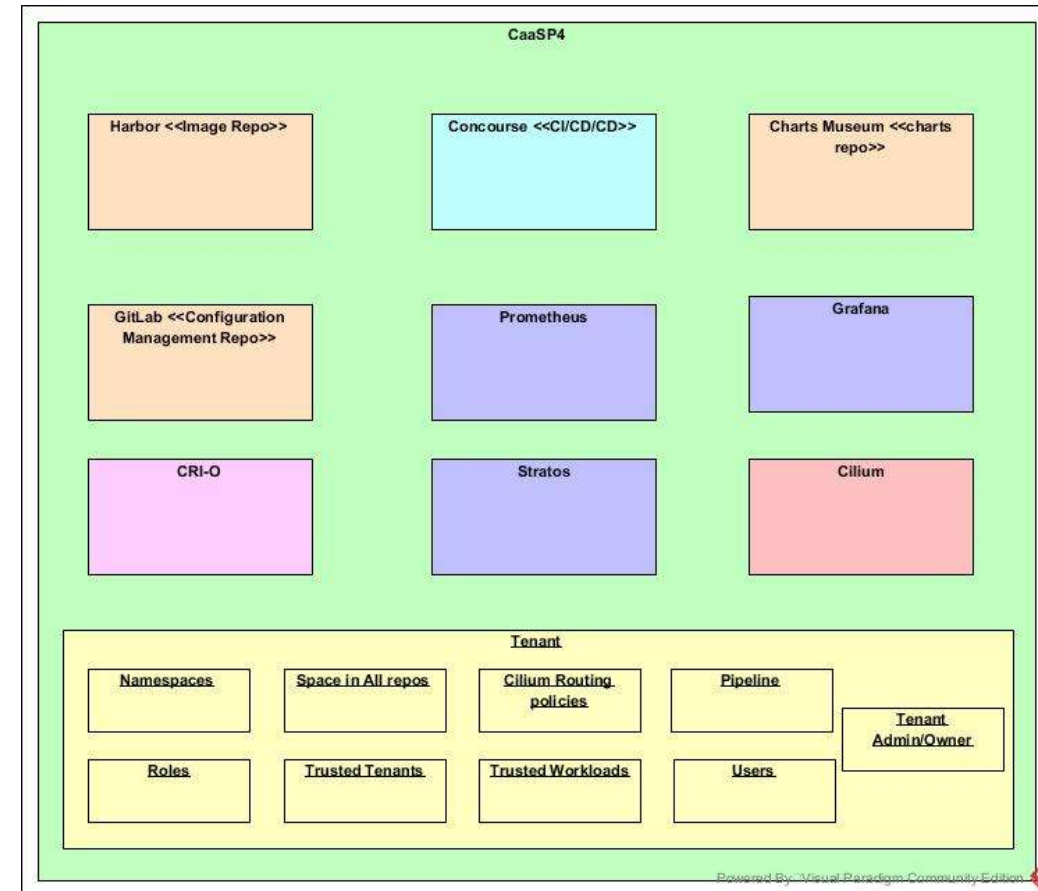 CaaSP4
Harbor <<Image Repo>>
Concourse <<CI/CD/CD>>
Charts Museum <<charts
repo>>
GitLab <<Configuration
Management Repo>>
Prometheus
Grafana
CRI-O
Stratos
Cilium
Tenant
Namespaces
Space in All repos
Cilium Routing
policies
Pipeline
Tenant
Admin/Owner
Roles
Trusted Tenants
Trusted Workloads
Users
Powered By: Visual Paradigm Community Edition